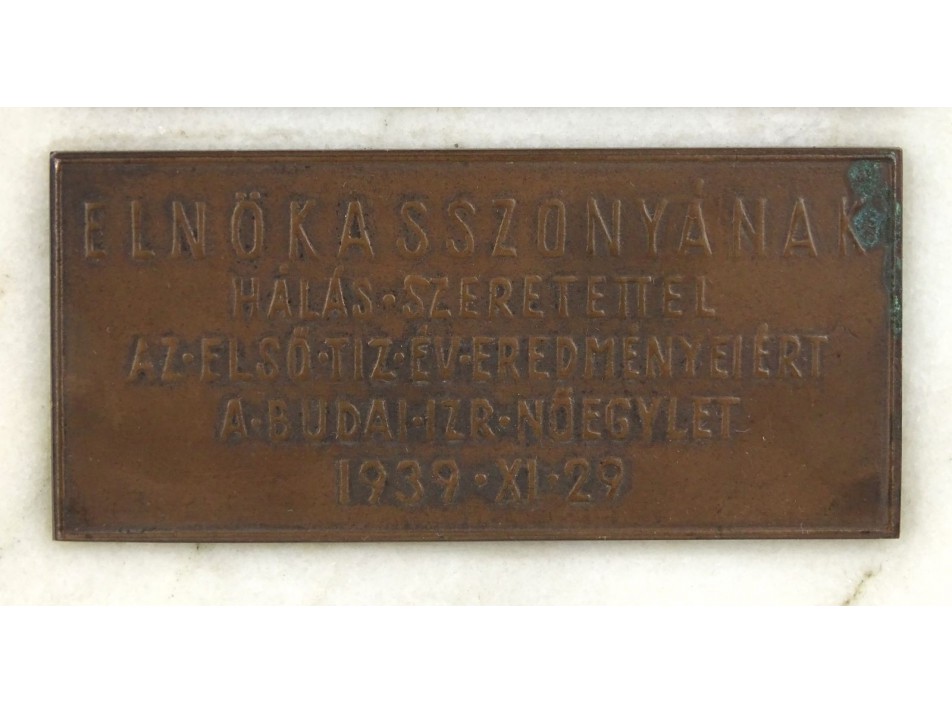 ELNÖKASSZONYÁNAK
HÁLÁS·SZERETETTEL
AZ·ELSŐ·TIZ·ÉV·EREDMÉNYEIÉRT
A·BUDAI·IZR·NŐEGYLET
1939·XI·29